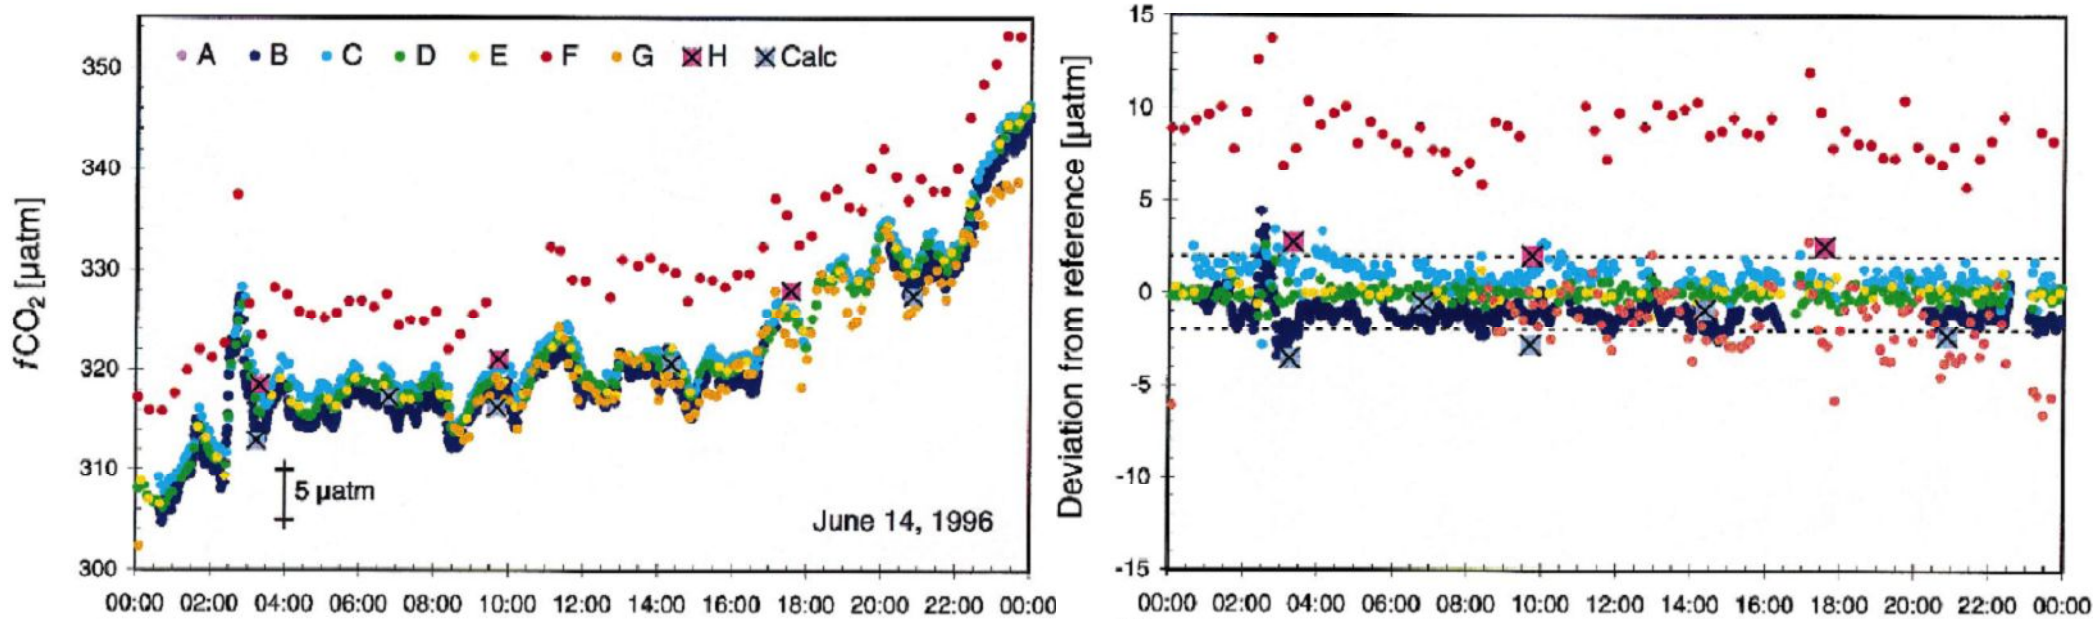 fCO₂ [µatm]
350
340
330
320
310
300
A B C D E F G H Calc
5 µatm
June 14, 1996
00:00 02:00 04:00 06:00 08:00 10:00 12:00 14:00 16:00 18:00 20:00 22:00 00:00
Deviation from reference [µatm]
15
10
5
0
-5
-10
-15
00:00 02:00 04:00 06:00 08:00 10:00 12:00 14:00 16:00 18:00 20:00 22:00 00:00